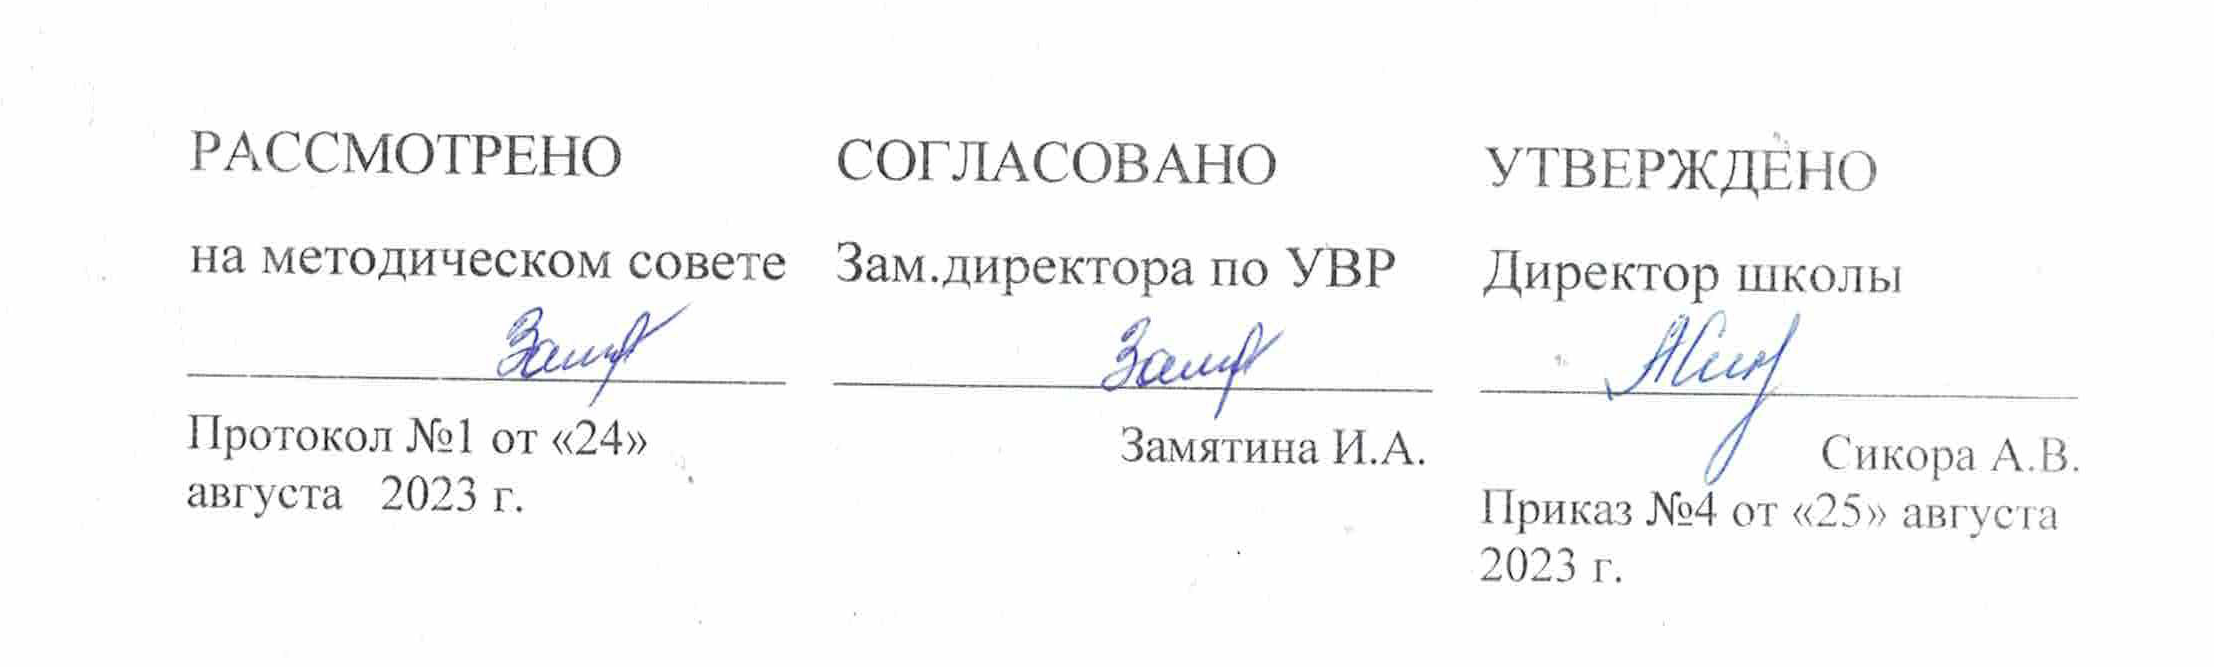 РАССМОТРЕНО
на методическом совете
Протокол №1 от «24»
августа 2023 г.
СОГЛАСОВАНО
Зам.директора по УВР
Замятина И.А.
УТВЕРЖДЕНО
Директор школы
Сикора А.В.
Приказ №4 от «25» августа
2023 г.